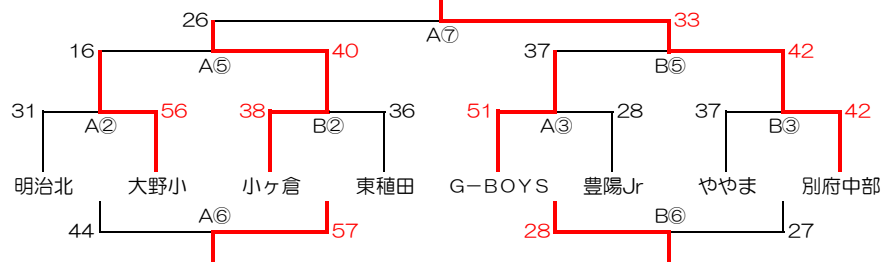 26 33
A⑦
16 40 37 42
A⑤ B⑤
31 56 38 36 51 28 37 42
A② B② A③ B③
明治北 大野小 小ヶ倉 東稙田 G−BOYS 豊陽Jr ややま 別府中部
A⑥ B⑥
44 57 28 27